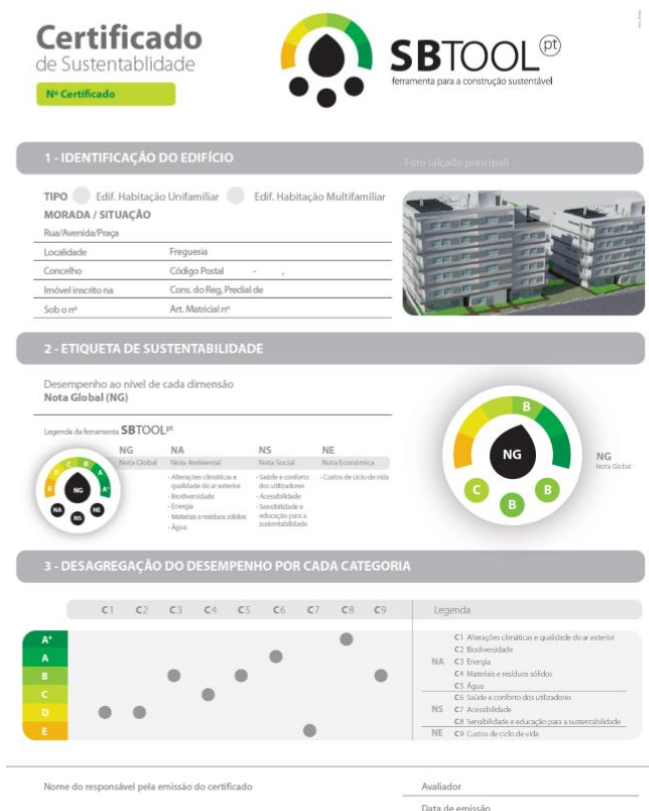 Certificado
de Sustentablidade
Nº Certificado
SBTOOL pt
ferramenta para a construção sustentável
1 - IDENTIFICAÇÃO DO EDIFÍCIO
Foto (alçado principal)
TIPO Edif. Habitação Unifamiliar Edif. Habitação Multifamiliar
MORADA / SITUAÇÃO
Rua/Avenida/Praça
Localidade Freguesia
Concelho Código Postal - ,
Imóvel inscrito na Cons. do Reg, Predial de
Sob o nº Art. Matricial nº
2 - ETIQUETA DE SUSTENTABILIDADE
Desempenho ao nível de cada dimensão
Nota Global (NG)
Legenda da ferramenta SBTOOL pt
NG NA NS NE
Nota Global Nota Ambiental Nota Social Nota Económica
- Alterações climáticas e
qualidade do ar exterior
- Biodiversidade
- Energia
- Materiais e resíduos sólidos
- Água
- Saúde e conforto
dos utilizadores
- Acessibilidade
- Sensibilidade e
educação para a
sustentabilidade
- Custos de ciclo de vida
E D C B A A+
NG
NA NS NE
B
NG
C B B
NG
Nota Global
3 - DESAGREGAÇÃO DO DESEMPENHO POR CADA CATEGORIA
C1 C2 C3 C4 C5 C6 C7 C8 C9 Legenda
A+
A
B
C
D
E
C1 Alterações climáticas e qualidade do ar exterior
C2 Biodiversidade
NA C3 Energia
C4 Materiais e resíduos sólidos
C5 Água
C6 Saúde e conforto dos utilizadores
NS C7 Acessibilidade
C8 Sensibilidade e educação para a sustentabilidade
NE C9 Custos de ciclo de vida
Nome do responsável pela emissão do certificado
Avaliador
Data de emissão